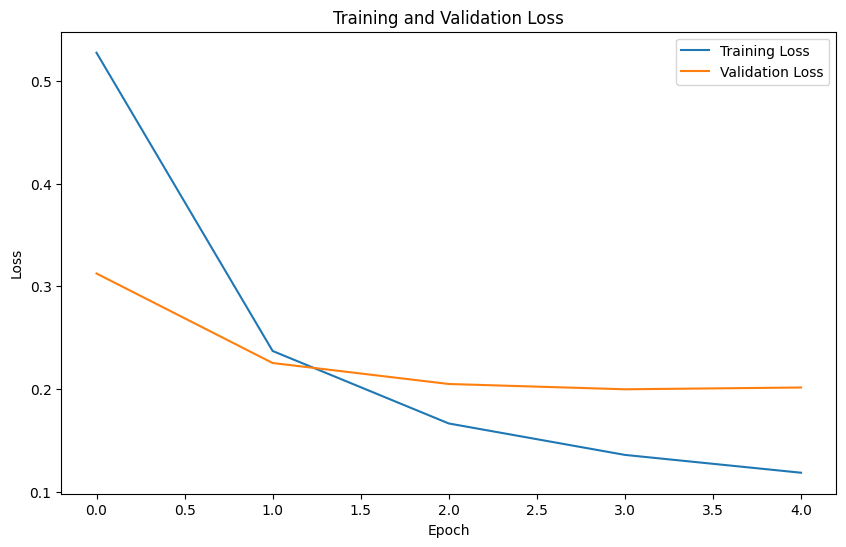 Training and Validation Loss
Training Loss
Validation Loss
0.5
0.4
0.3
0.2
0.1
Loss
0.0 0.5 1.0 1.5 2.0 2.5 3.0 3.5 4.0
Epoch